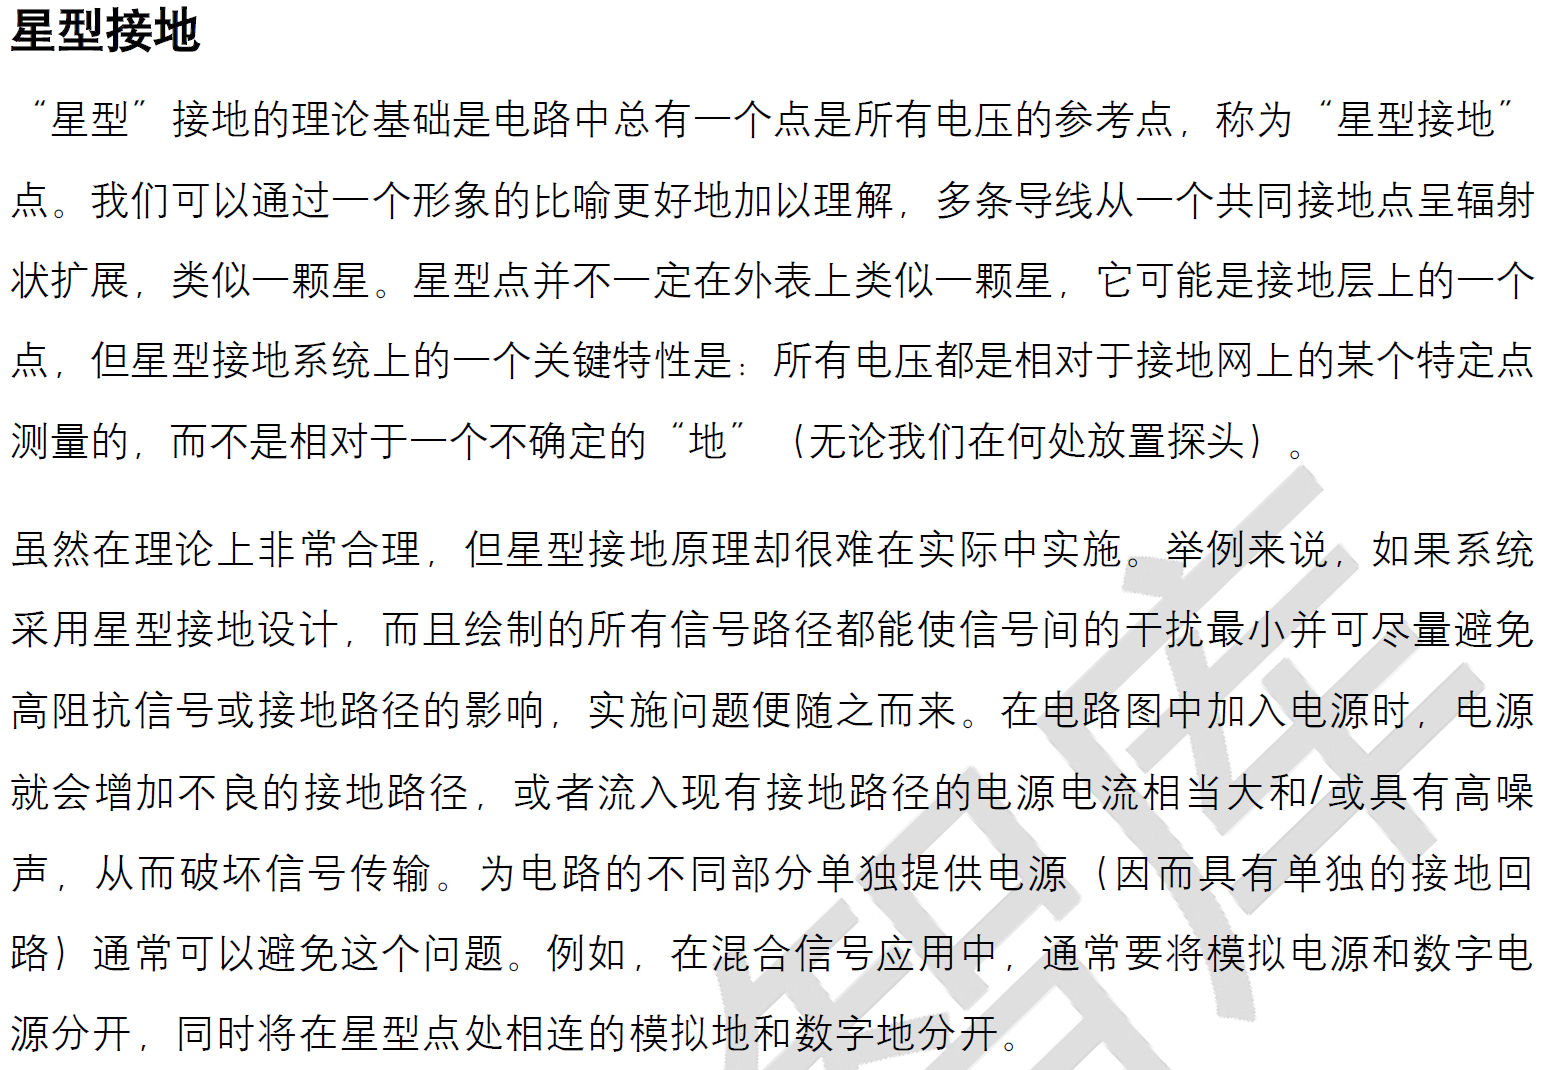 星型接地
“星型”接地的理论基础是电路中总有一个点是所有电压的参考点，称为“星型接地”
点。我们可以通过一个形象的比喻更好地加以理解，多条导线从一个共同接地点呈辐射
状扩展，类似一颗星。星型点并不一定在外表上类似一颗星，它可能是接地层上的一个
点，但星型接地系统上的一个关键特性是：所有电压都是相对于接地网上的某个特定点
测量的，而不是相对于一个不确定的“地”（无论我们在何处放置探头）。
虽然在理论上非常合理，但星型接地原理却很难在实际中实施。举例来说，如果系统
采用星型接地设计，而且绘制的所有信号路径都能使信号间的干扰最小并可尽量避免
高阻抗信号或接地路径的影响，实施问题便随之而来。在电路图中加入电源时，电源
就会增加不良的接地路径，或者流入现有接地路径的电源电流相当大和/或具有高噪
声，从而破坏信号传输。为电路的不同部分单独提供电源（因而具有单独的接地回
路）通常可以避免这个问题。例如，在混合信号应用中，通常要将模拟电源和数字电
源分开，同时将在星型点处相连的模拟地和数字地分开。
智库